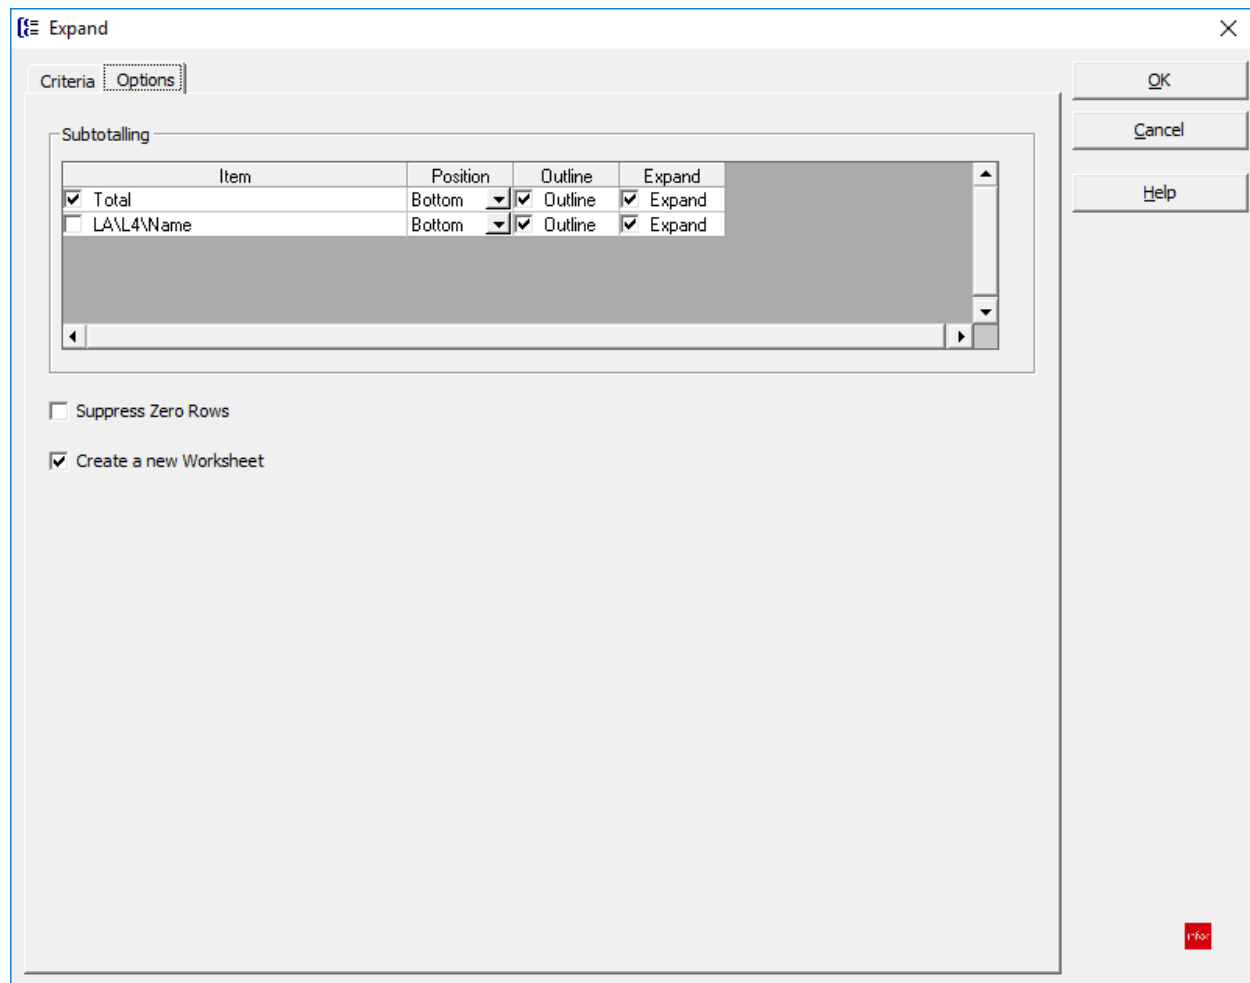 Expand
Criteria Options
OK
Cancel
Help
Subtotalling
Item Position Outline Expand
Total Bottom Outline Expand
LA\L4\Name Bottom Outline Expand
Suppress Zero Rows
Create a new Worksheet
infor